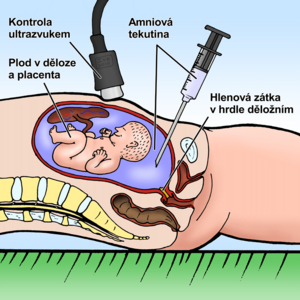 Kontrola
ultrazvukem
Amniová
tekutina
Plod v děloze
a placenta
Hlenová zátka
v hrdle děložním